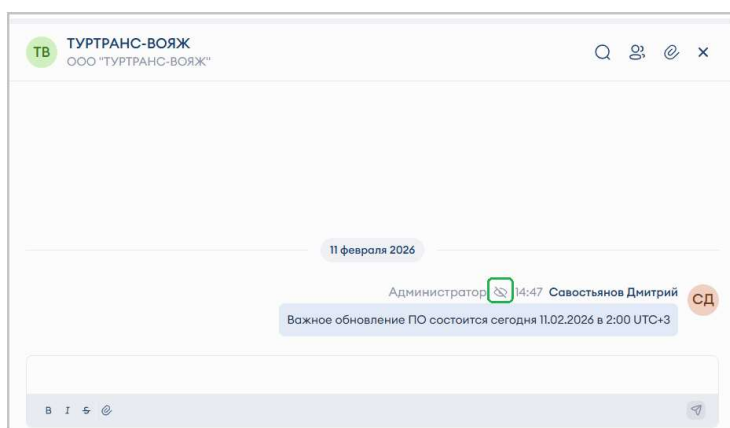 ТВ
ТУРТРАНС-ВОЯЖ
ООО "ТУРТРАНС-ВОЯЖ"
11 февраля 2026
Администратор 14:47 Савостьянов Дмитрий
СД
Важное обновление ПО состоится сегодня 11.02.2026 в 2:00 UTC+3
B I S